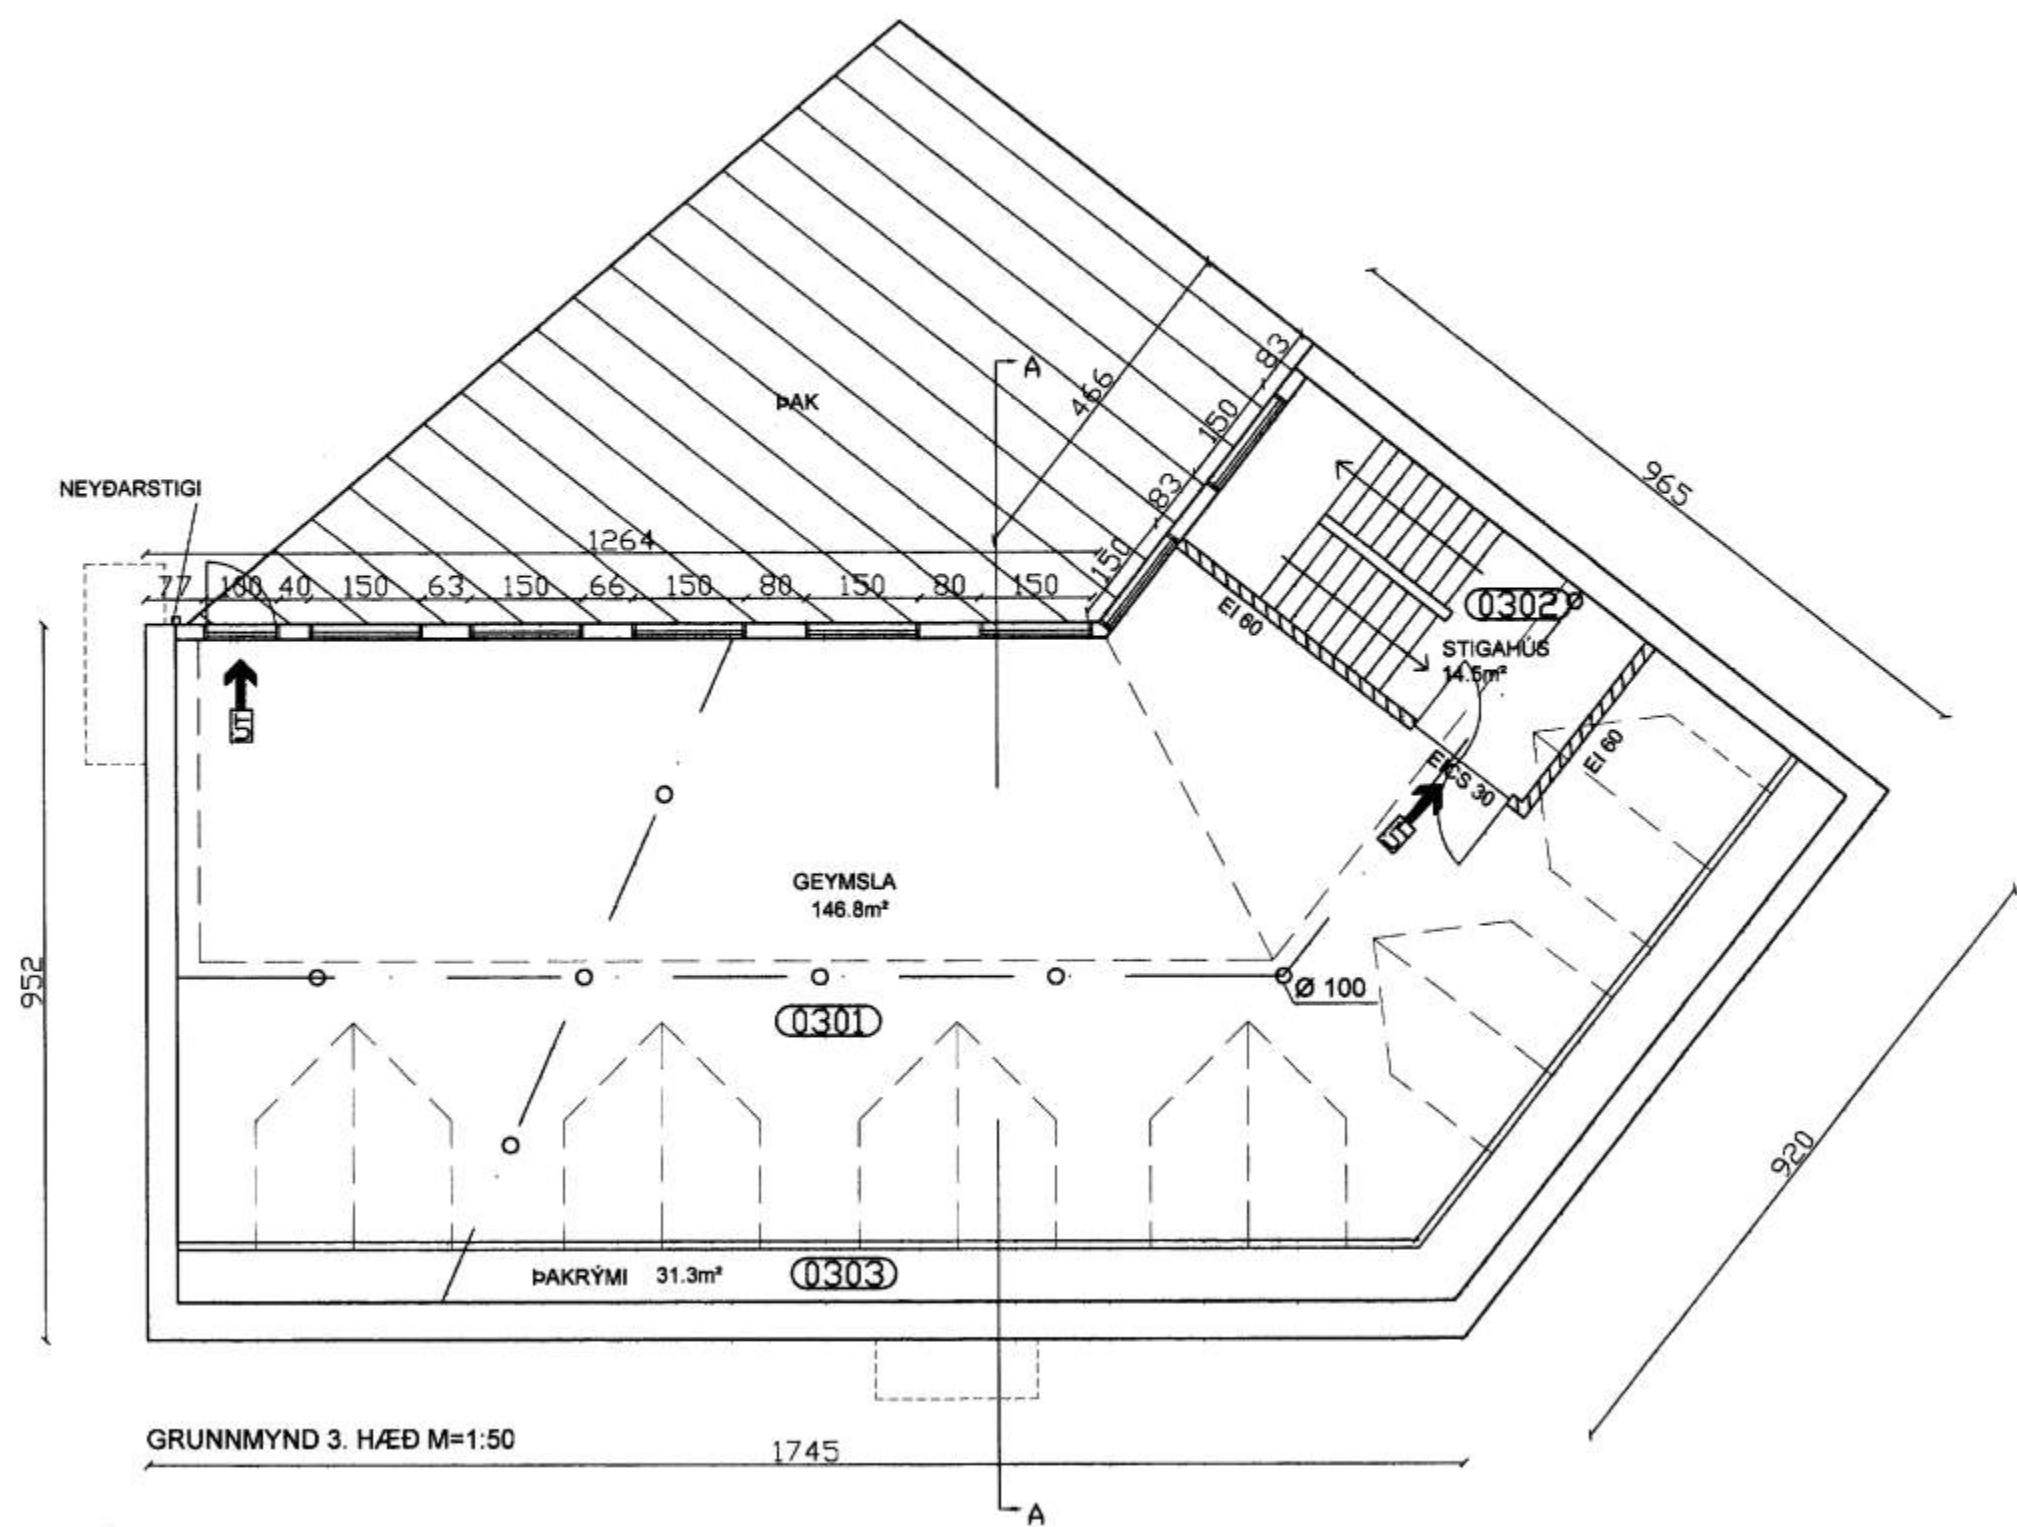 A
83
150
466
83
150
ÞAK
965
NEYÐARSTIGI
1264
77 100 40 150 63 150 66 150 80 150 80 150
EI 60
0302
STIGAHÚS
14.5m²
ÚT
EI 60
EICS 30
ÚT
GEYMSLA
146.8m²
952
Ø 100
0301
920
ÞAKRÝMI 31.3m² 0303
GRUNNMYND 3. HÆÐ M=1:50
1745
A